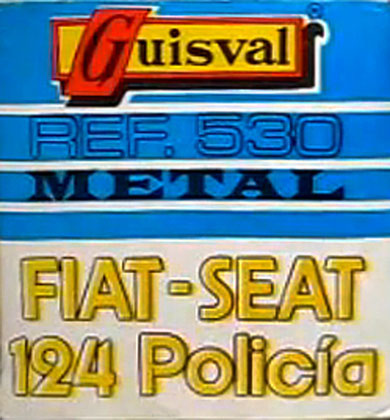 Guisval®
REF. 530
METAL
FIAT-SEAT
124 Policía